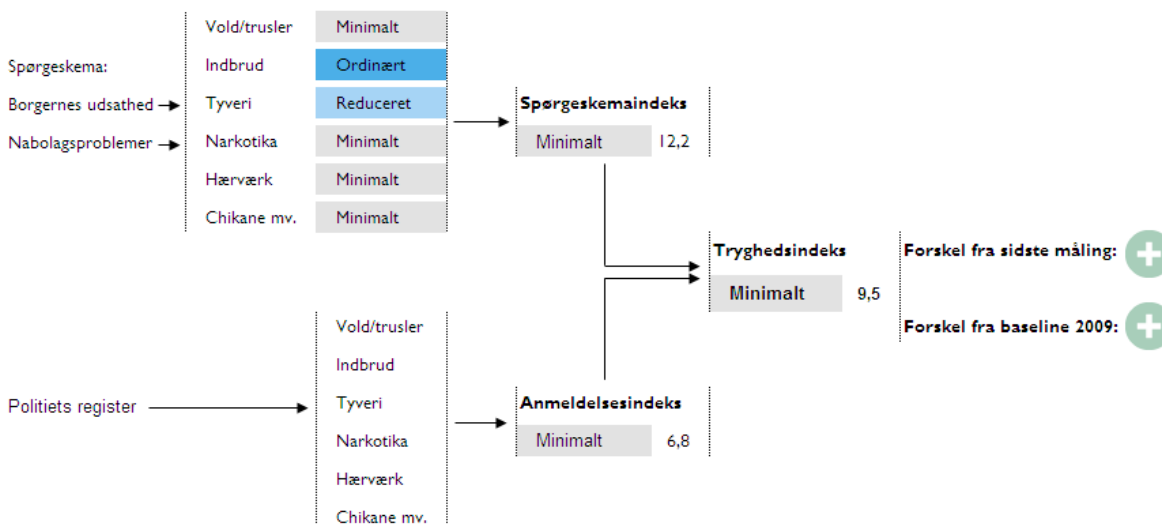 Spørgeskema:
Borgernes udsathed
Nabolagsproblemer
Vold/trusler Minimalt
Indbrud Ordinært
Tyveri Reduceret
Narkotika Minimalt
Hærværk Minimalt
Chikane mv. Minimalt
Spørgeskemaindeks
Minimalt 12,2
Tryghedsindeks
Minimalt 9,5
Forskel fra sidste måling:
Forskel fra baseline 2009:
Politiets register
Vold/trusler
Indbrud
Tyveri
Narkotika
Hærværk
Chikane mv.
Anmeldelsesindeks
Minimalt 6,8